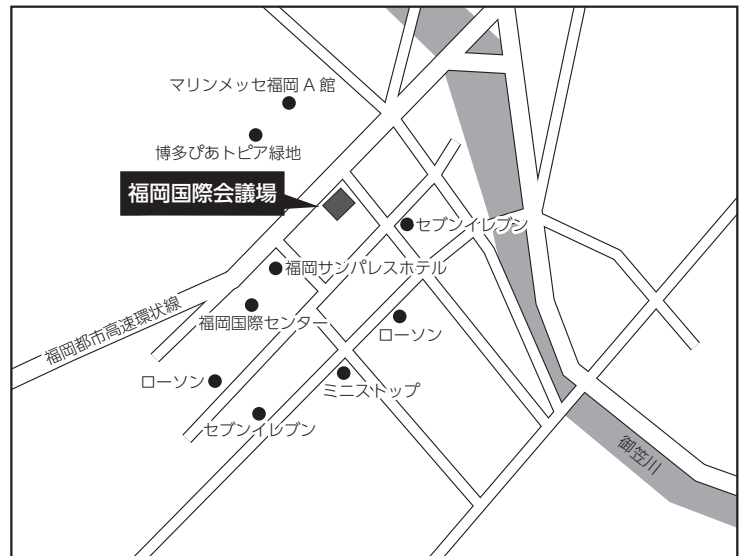 マリンメッセ福岡 A 館
博多ぴあトピア緑地
福岡国際会議場
セブンイレブン
福岡サンパレスホテル
福岡国際センター
福岡都市高速環状線
ローソン
ローソン
ミニストップ
セブンイレブン
御笠川